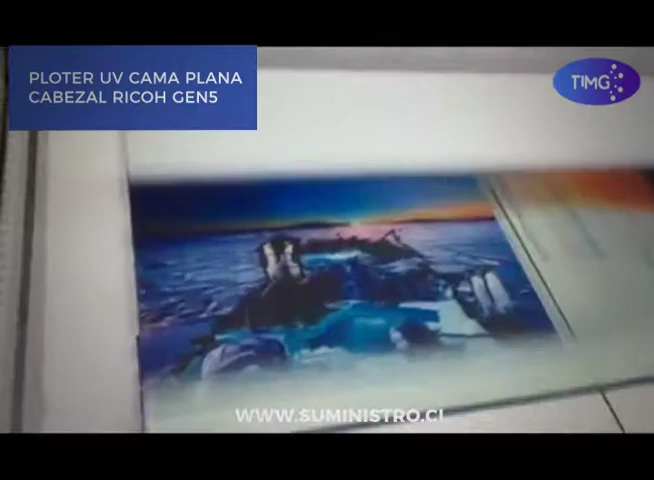 PLOTER UV CAMA PLANA
CABEZAL RICOH GEN5
TIMG
WWW.SUMINISTRO.CL